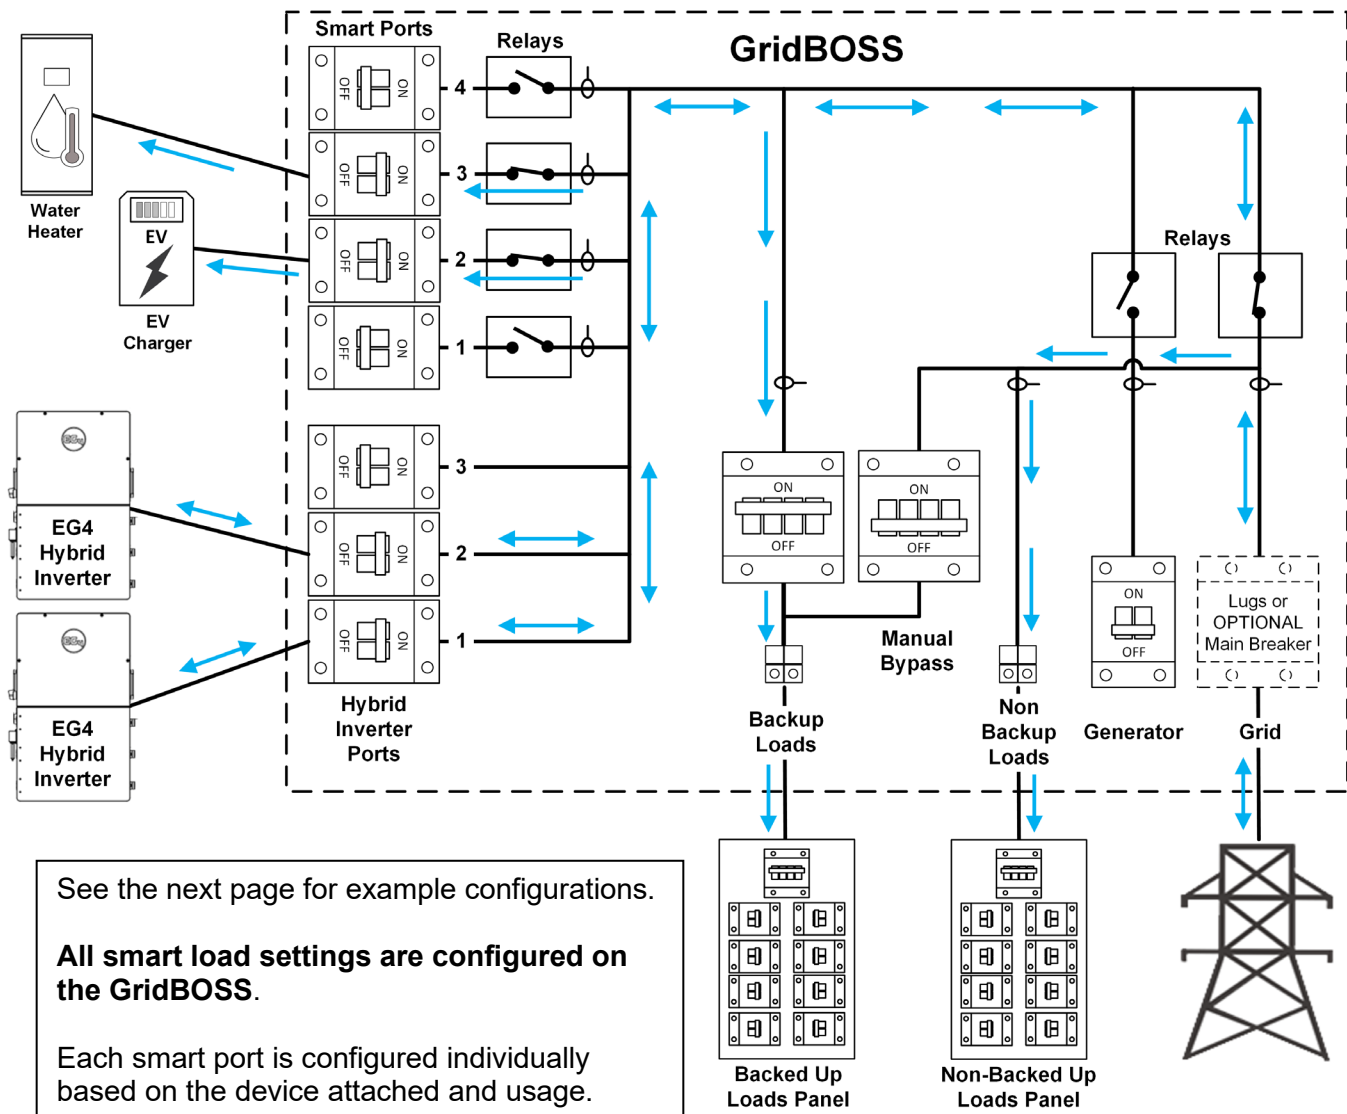 GridBOSS
Smart Ports
Relays
OFF
ON
4
OFF
ON
3
OFF
ON
2
OFF
ON
1
Water
Heater
EV
EV
Charger
Relays
EG4
EG4
Hybrid
Inverter
OFF
ON
3
OFF
ON
2
OFF
ON
1
EG4
EG4
Hybrid
Inverter
Hybrid
Inverter
Ports
ON
OFF
ON
OFF
Manual
Bypass
ON
OFF
Lugs or
OPTIONAL
Main Breaker
Backup
Loads
Non
Backup
Loads
Generator
Grid
See the next page for example configurations.
All smart load settings are configured on
the GridBOSS.
Each smart port is configured individually
based on the device attached and usage.
Backed Up
Loads Panel
Non-Backed Up
Loads Panel